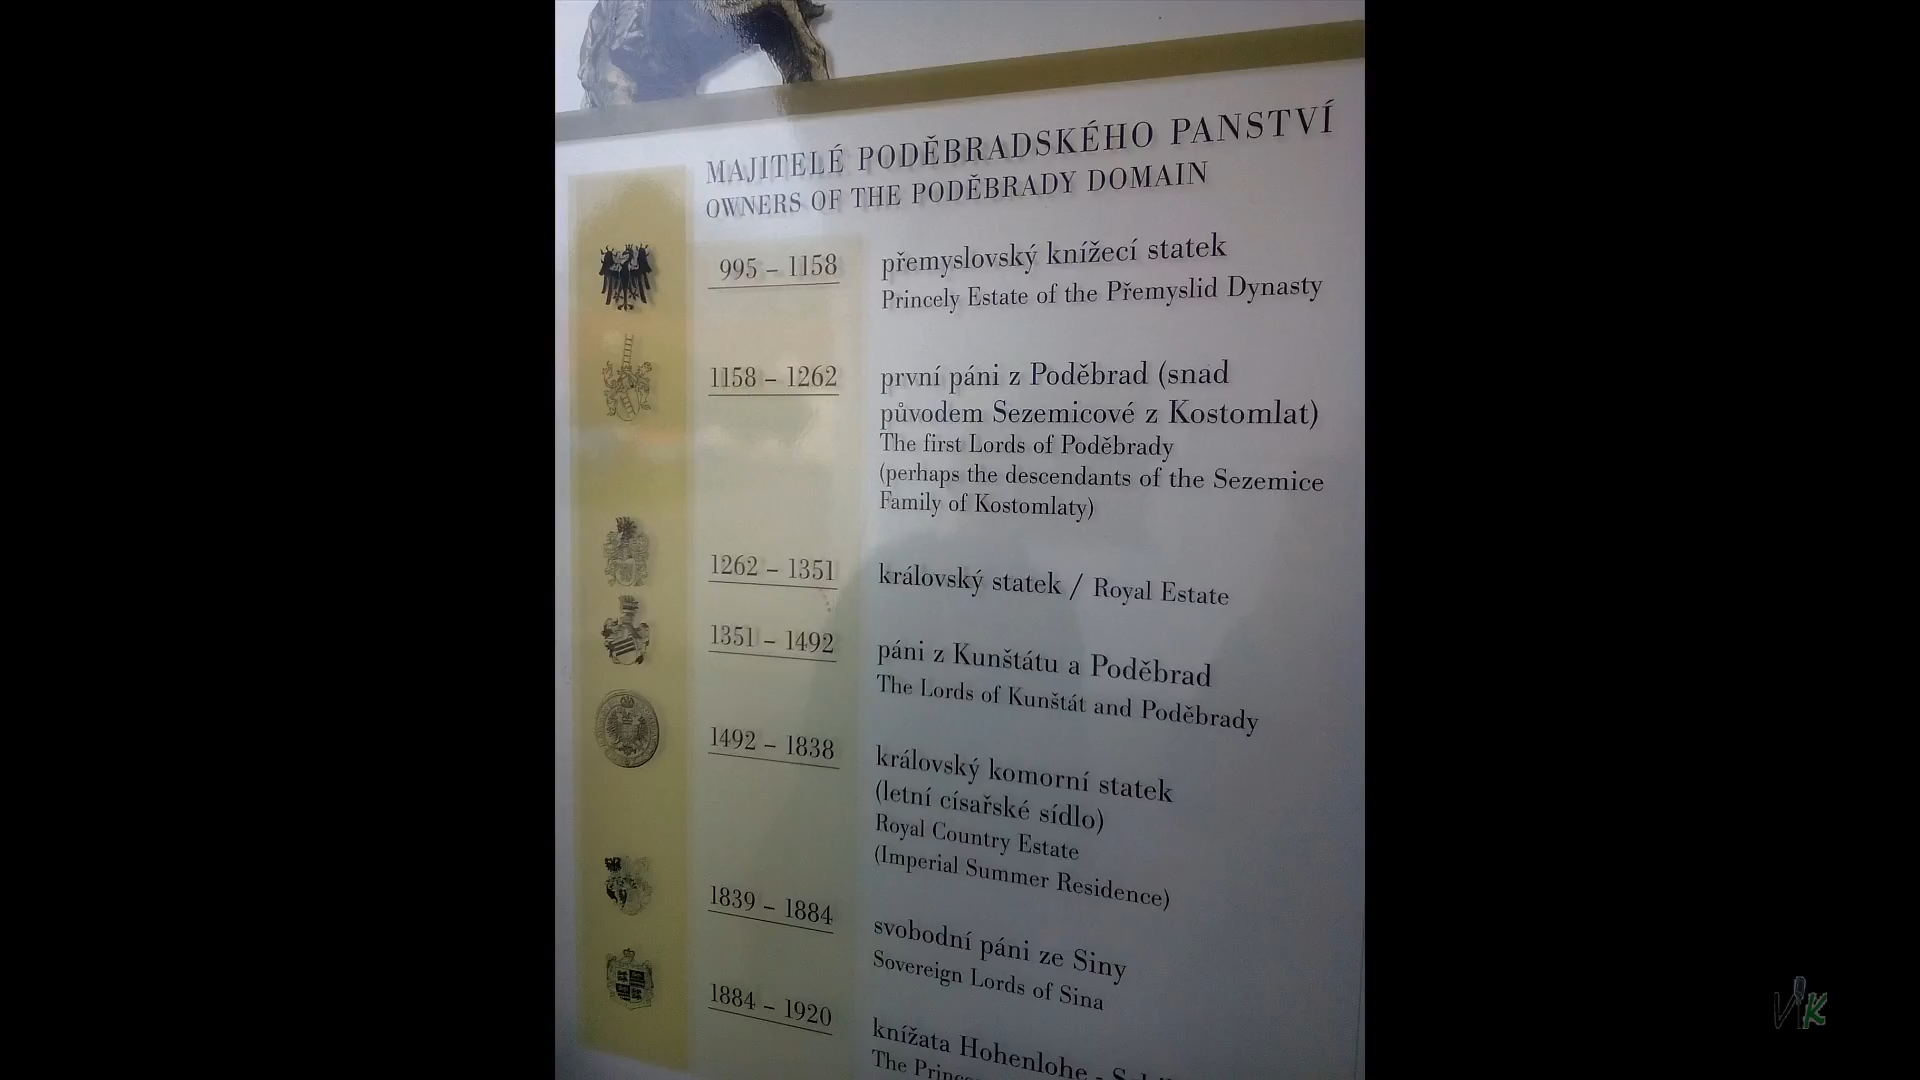 MAJITELÉ PODĚBRADSKÉHO PANSTVÍ
OWNERS OF THE PODĚBRADY DOMAIN
995 – 1158
přemyslovský knížecí statek
Princely Estate of the Přemyslid Dynasty
1158 – 1262
první páni z Poděbrad (snad
původem Sezemicové z Kostomlat)
The first Lords of Poděbrady
(perhaps the descendants of the Sezemice
Family of Kostomlaty)
1262 – 1351
královský statek / Royal Estate
1351 – 1492
páni z Kunštátu a Poděbrad
The Lords of Kunštát and Poděbrady
1492 – 1838
královský komorní statek
(letní císařské sídlo)
Royal Country Estate
(Imperial Summer Residence)
1839 – 1884
svobodní páni ze Siny
Sovereign Lords of Sina
1884 – 1920
knížata Hohenlohe -
The
ViK